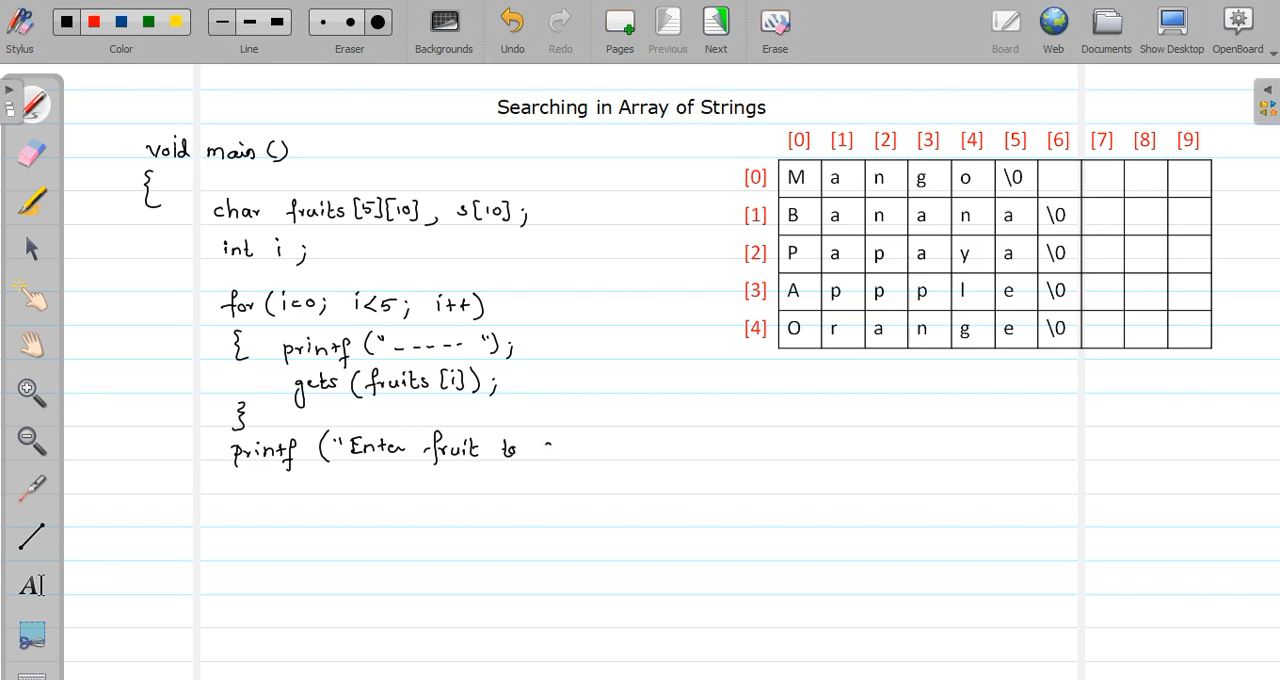 Stylus Color Line Eraser Backgrounds Undo Redo Pages Previous Next Erase Board Web Documents Show Desktop OpenBoard
Searching in Array of Strings
void main ()
{
char fruits [5][10], s[10];
int i ;
for (i=0; i<5; i++)
{ printf ("-----");
gets (fruits [i]);
}
printf ("Enter fruit to
[0] [1] [2] [3] [4] [5] [6] [7] [8] [9]
[0] M a n g o \0
[1] B a n a n a \0
[2] P a p a y a \0
[3] A p p p l e \0
[4] O r a n g e \0
A